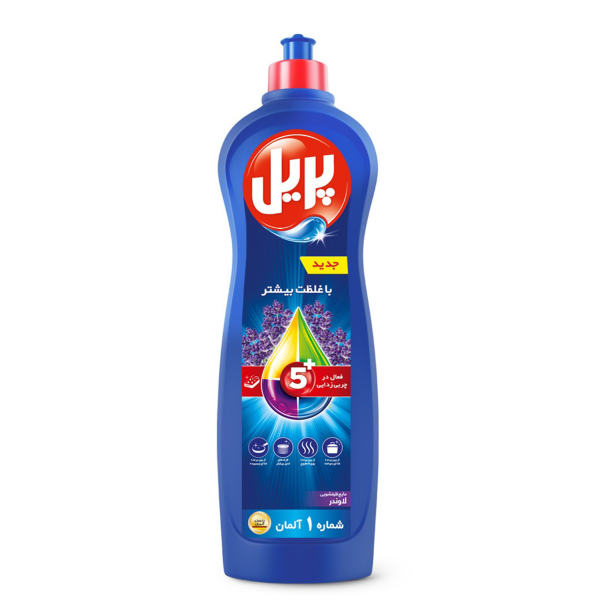 پریل
جدید
با غلظت بیشتر
5+
فعال در
چربی زدایی
مایع ظرفشویی
لاوندر
شماره ۱ آلمان